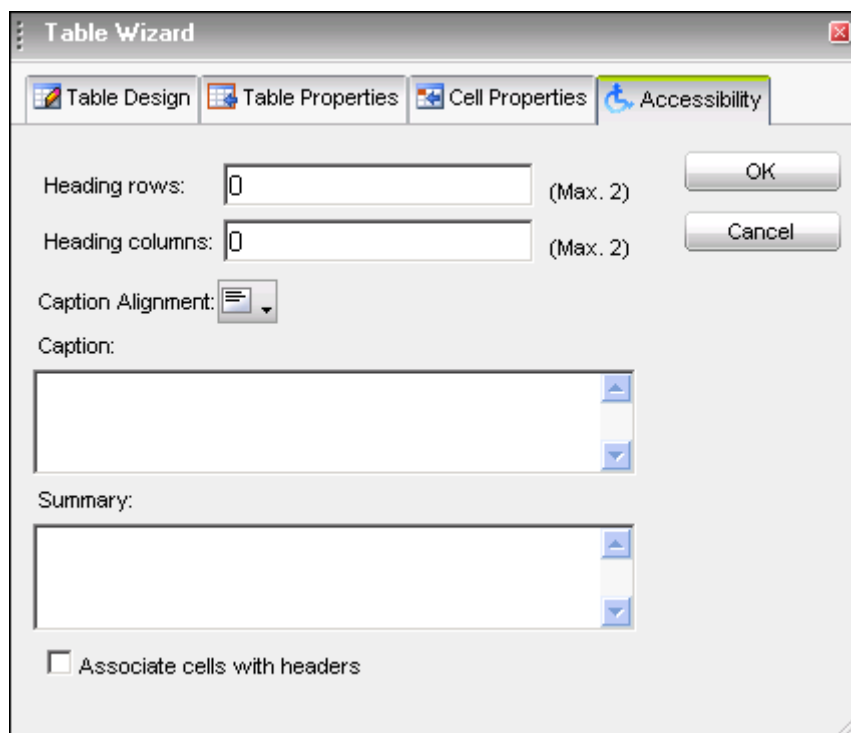 Table Wizard
Table Design Table Properties Cell Properties Accessibility
Heading rows: 0 (Max. 2) OK
Heading columns: 0 (Max. 2) Cancel
Caption Alignment:
Caption:
Summary:
Associate cells with headers